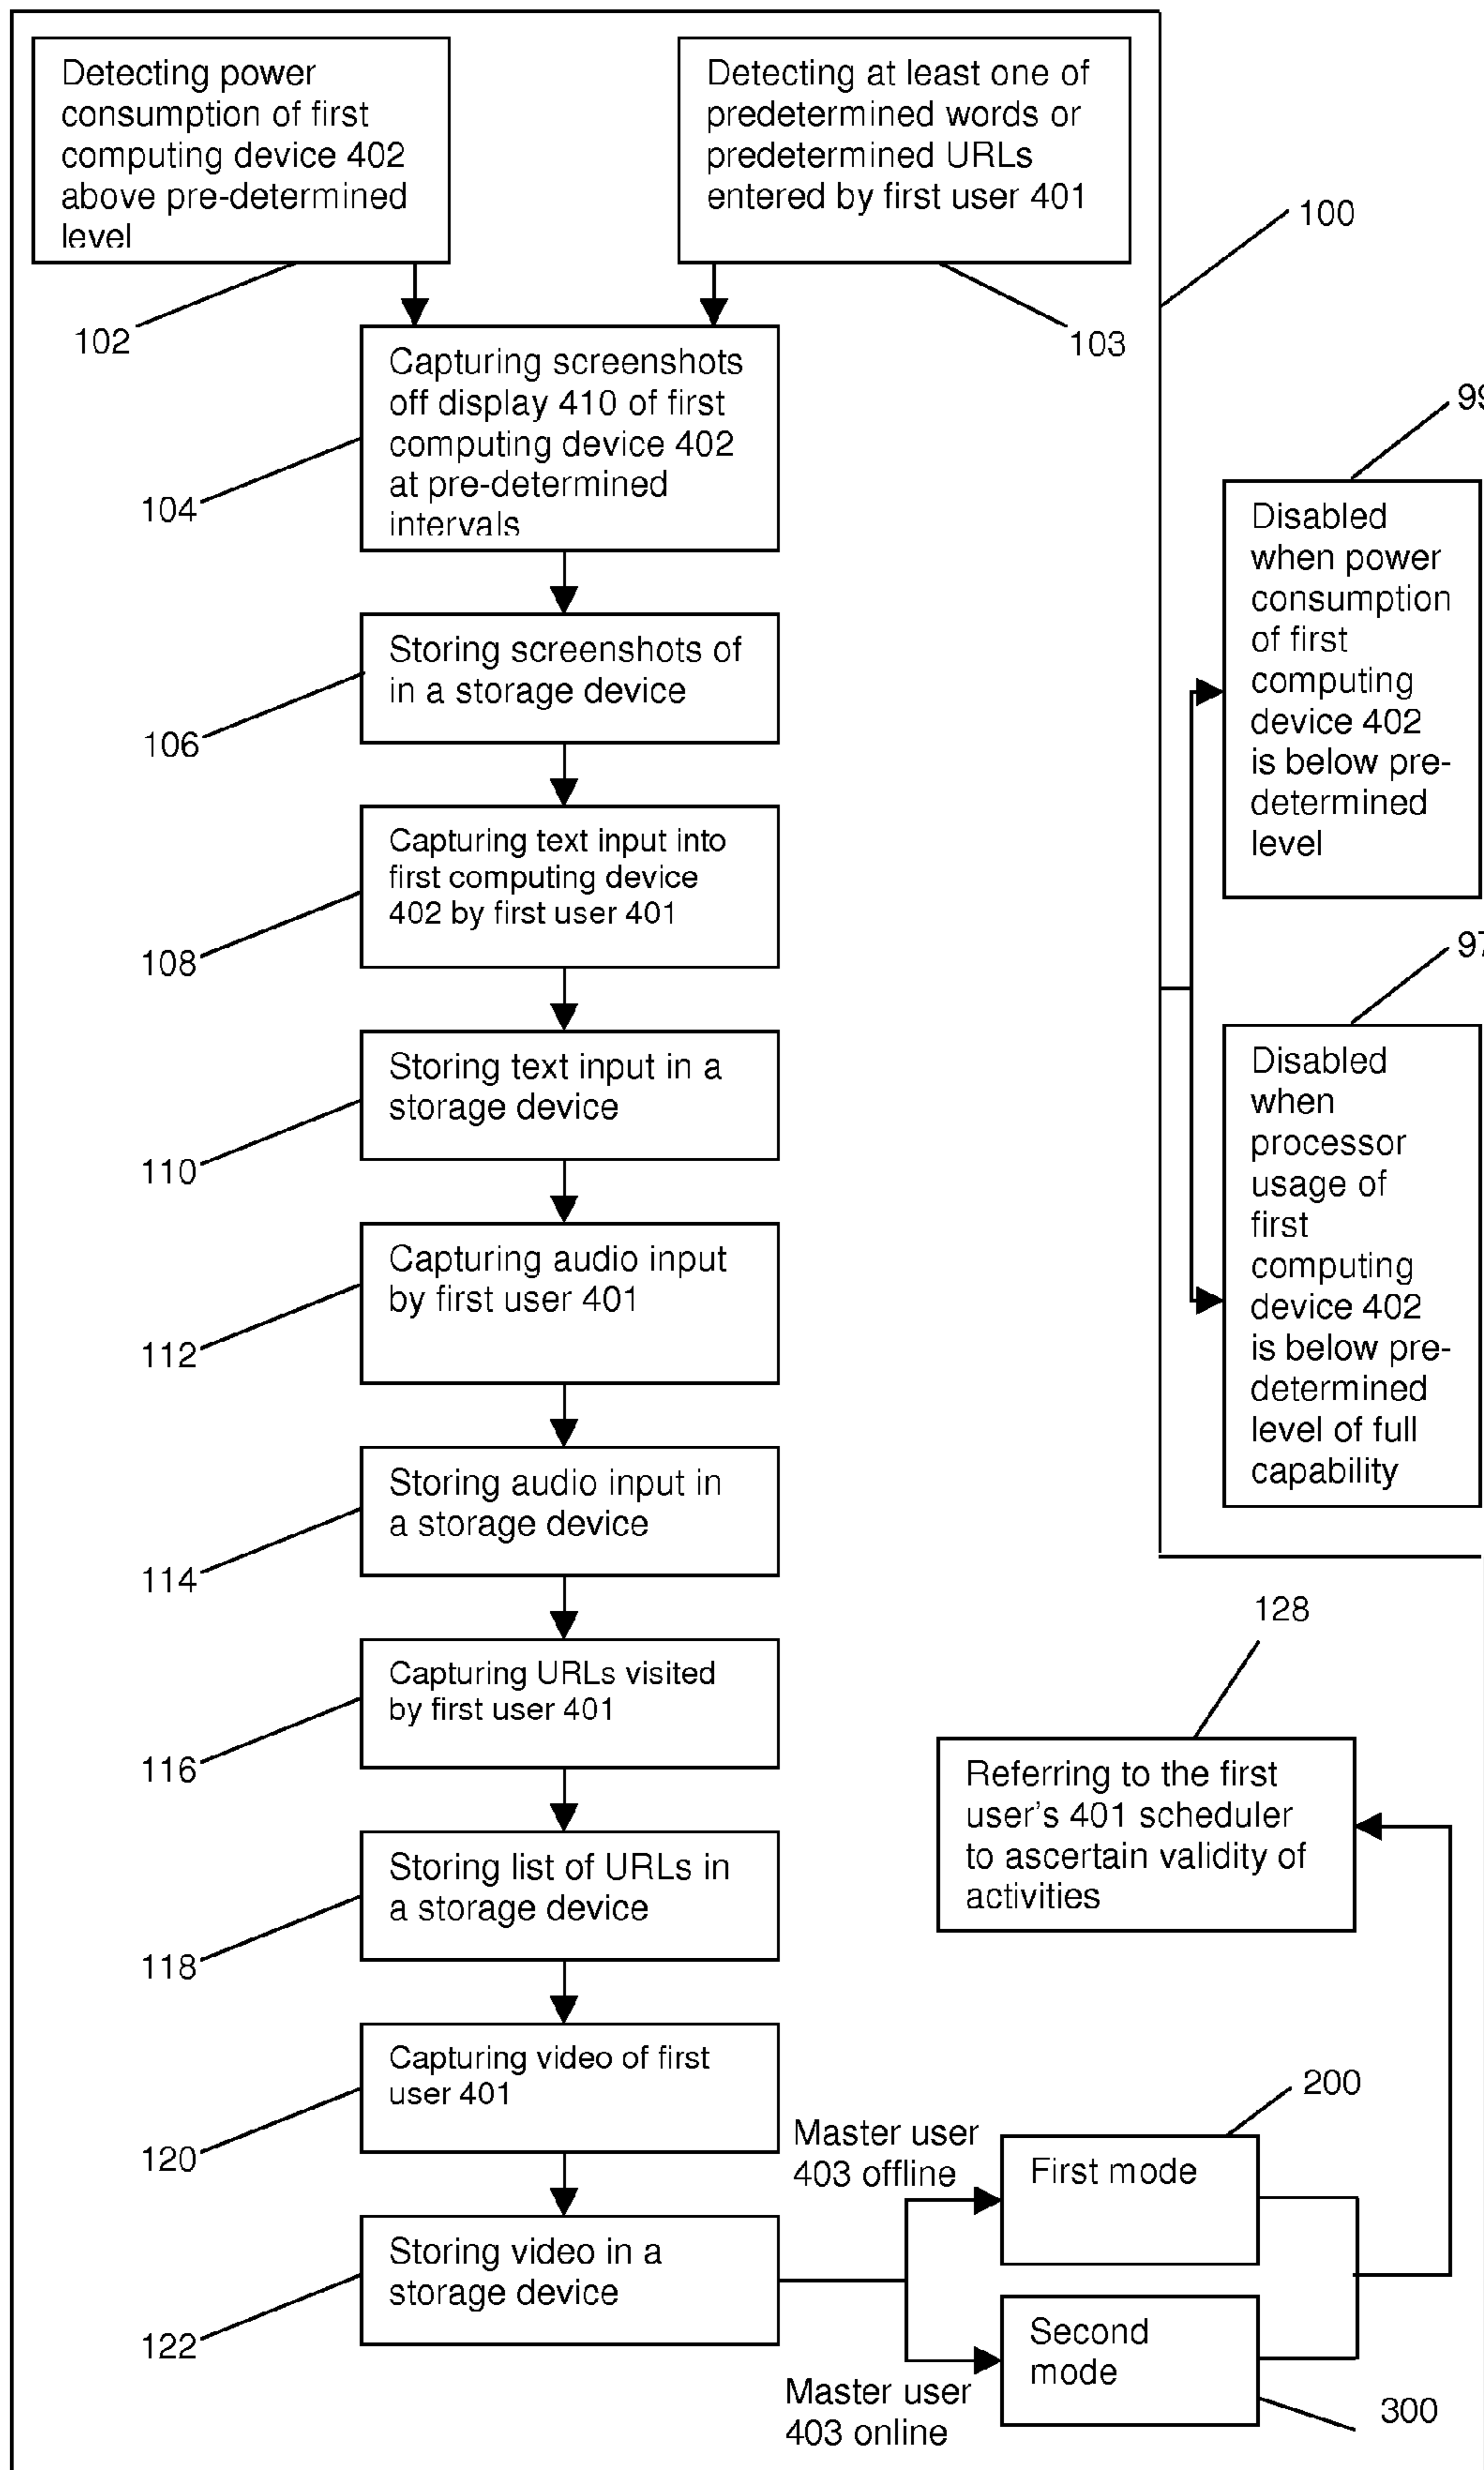 Detecting power
consumption of first
computing device 402
above pre-determined
level
Detecting at least one of
predetermined words or
predetermined URLs
entered by first user 401
100
102
103
Capturing screenshots
off display 410 of first
computing device 402
at pre-determined
intervals
104
99
Disabled
when power
consumption
of first
computing
device 402
is below pre-
determined
level
Storing screenshots of
in a storage device
106
Capturing text input into
first computing device
402 by first user 401
108
97
Disabled
when
processor
usage of
first
computing
device 402
is below pre-
determined
level of full
capability
Storing text input in a
storage device
110
Capturing audio input
by first user 401
112
Storing audio input in
a storage device
114
128
Capturing URLs visited
by first user 401
116
Referring to the first
user's 401 scheduler
to ascertain validity of
activities
Storing list of URLs in
a storage device
118
Capturing video of first
user 401
120
200
Master user
403 offline
First mode
Storing video in a
storage device
122
Second
mode
Master user
403 online
300